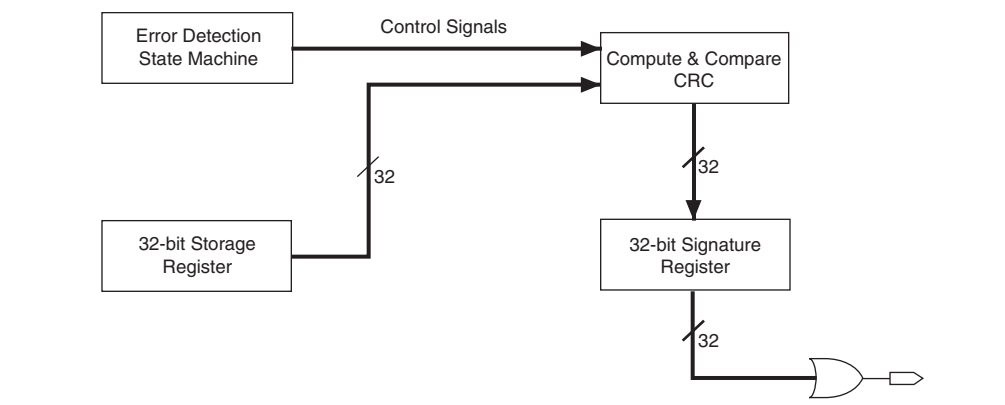 Error Detection
State Machine
Control Signals
Compute & Compare
CRC
32
32
32-bit Storage
Register
32-bit Signature
Register
32